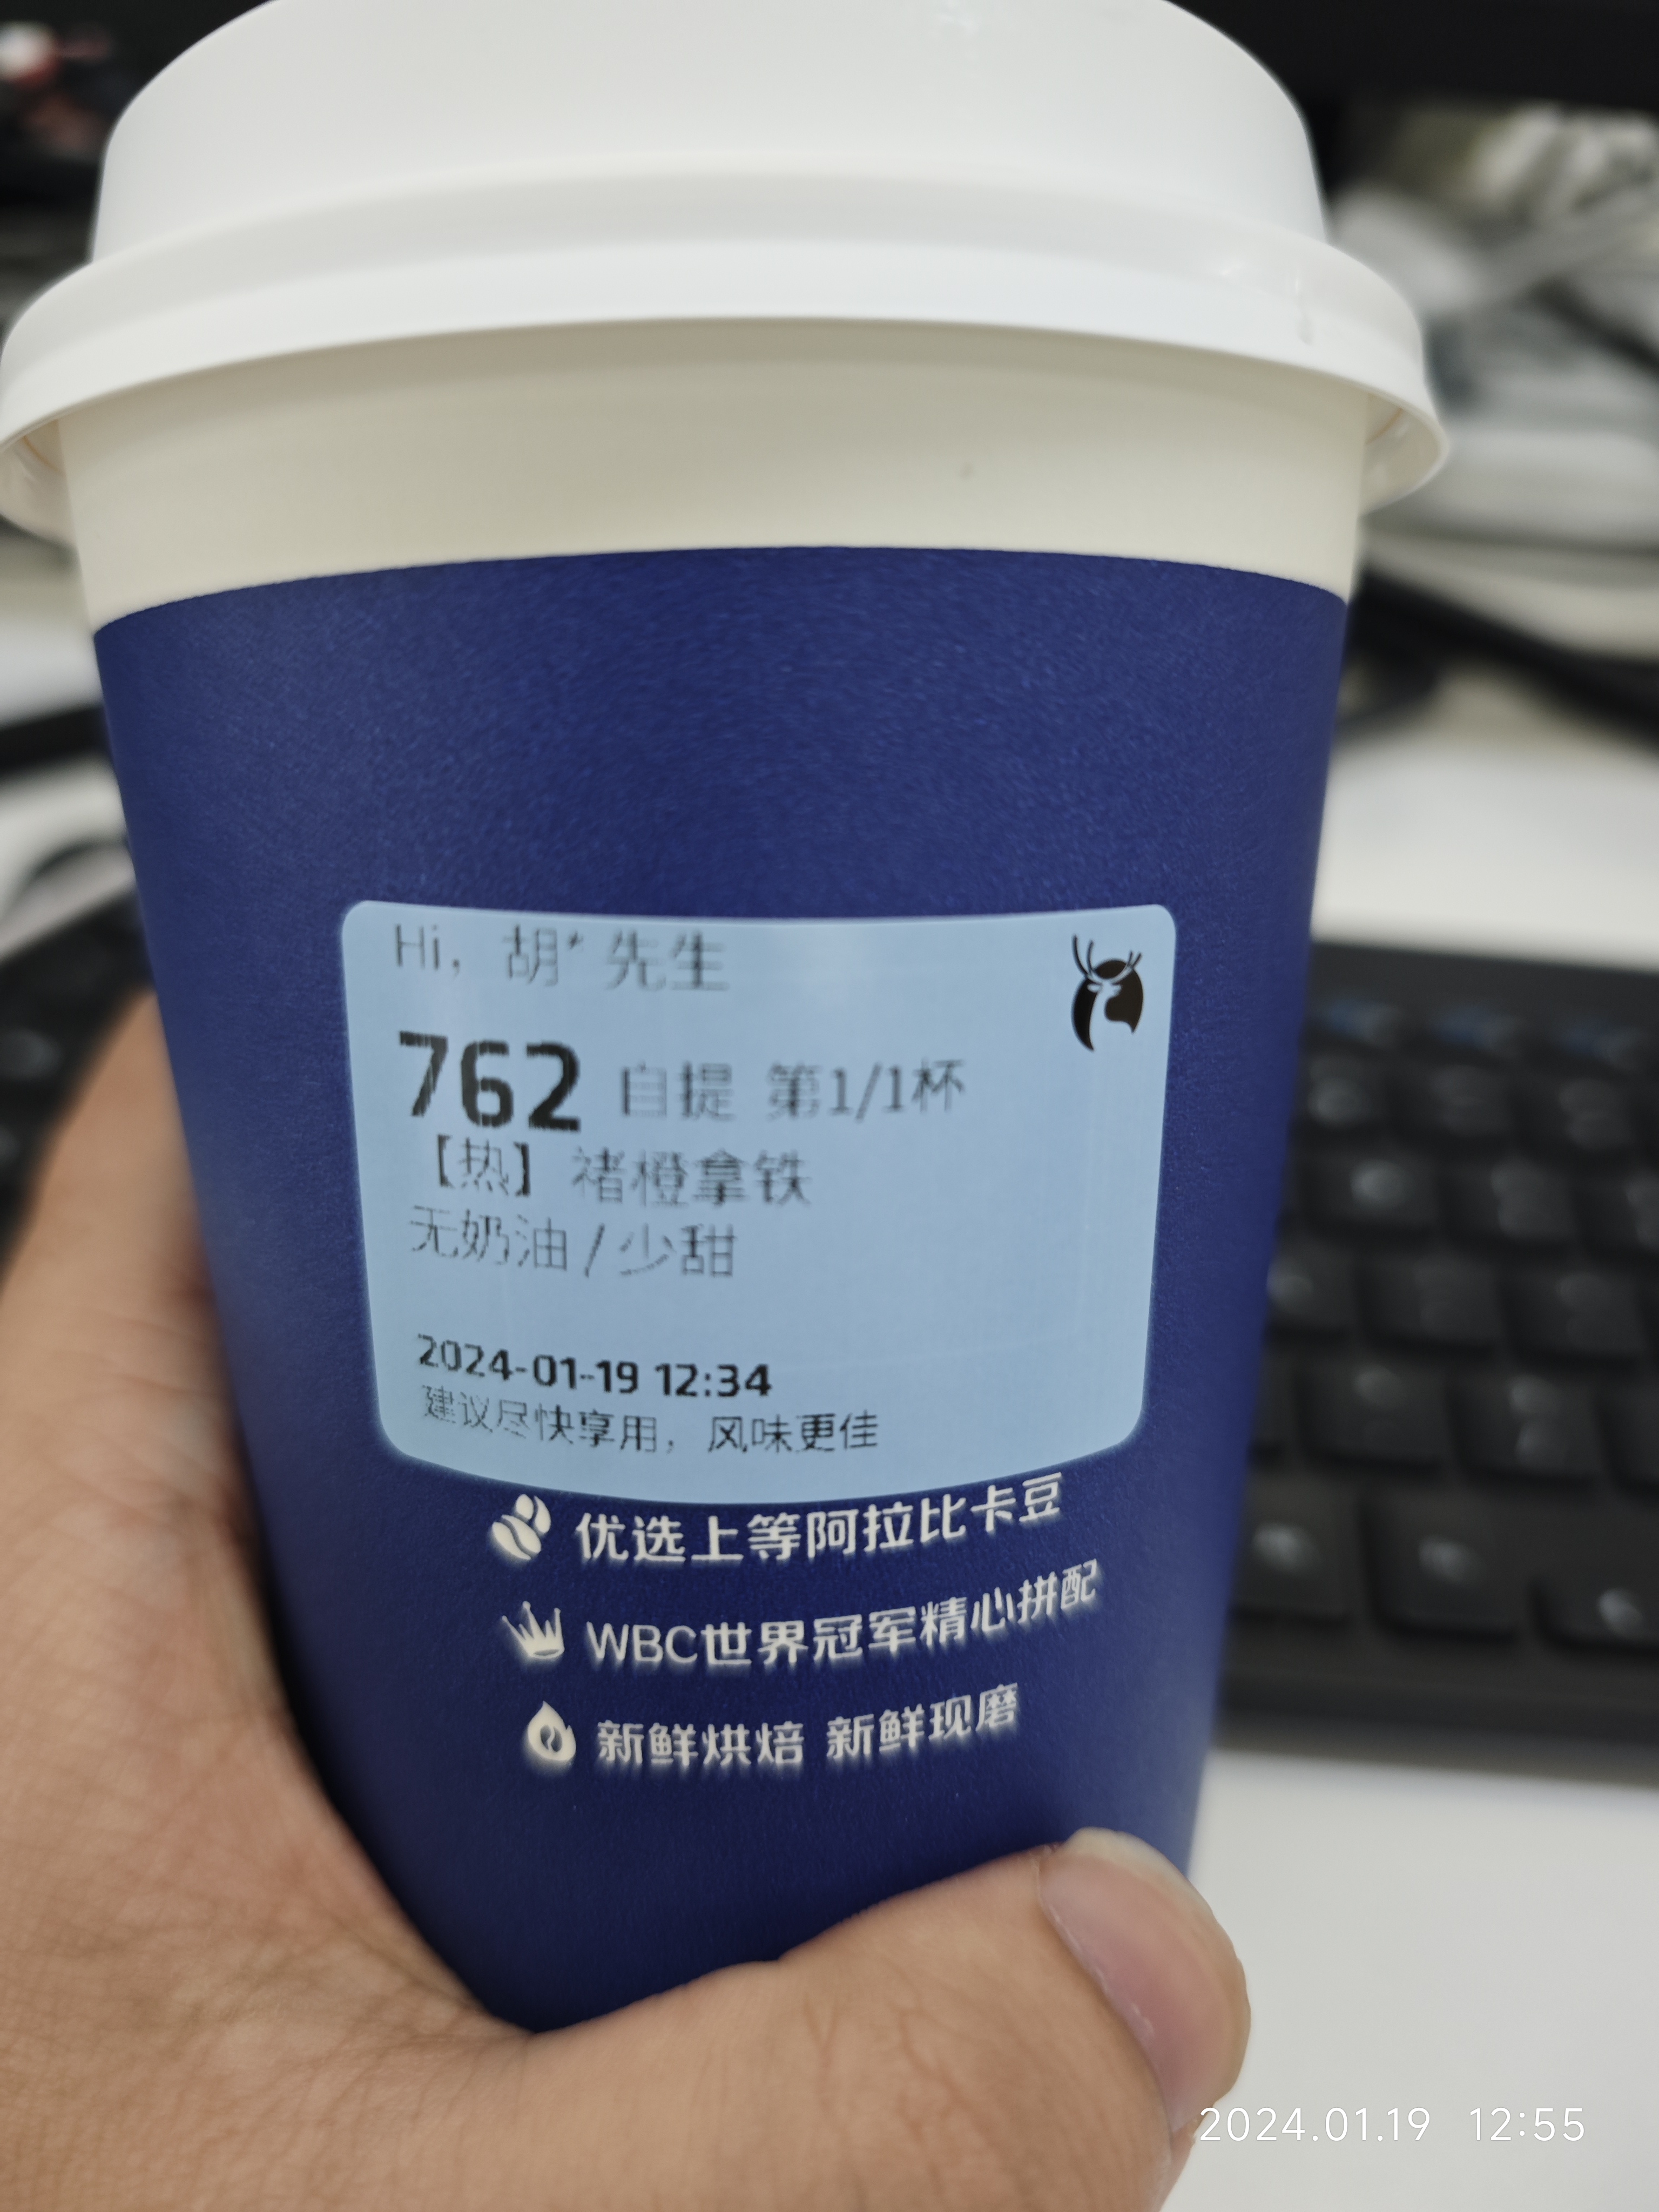 Hi，胡*先生
762 自提 第1/1杯
【热】褚橙拿铁
无奶油/少甜
2024-01-19 12:34
建议尽快享用，风味更佳
优选上等阿拉比卡豆
WBC世界冠军精心拼配
新鲜烘焙 新鲜现磨
2024.01.19 12:55